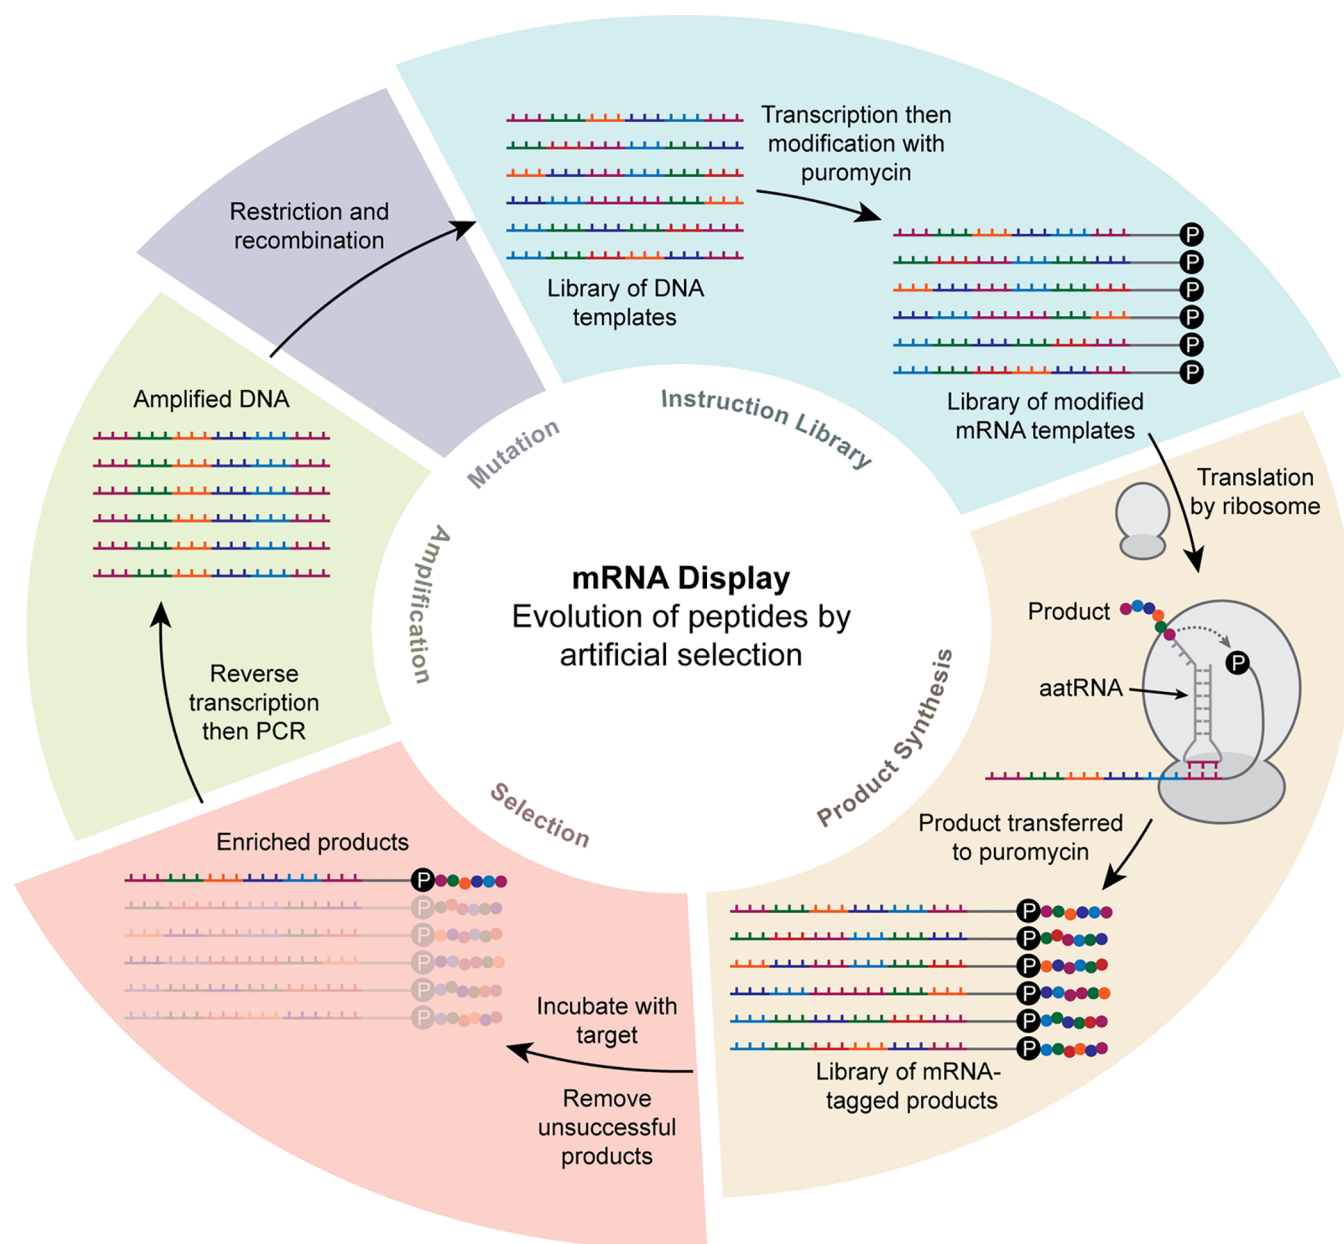 mRNA Display
Evolution of peptides by
artificial selection
Instruction Library
Library of DNA
templates
Transcription then
modification with
puromycin
P
P
P
P
P
P
Library of modified
mRNA templates
Product Synthesis
Translation
by ribosome
Product
P
aatRNA
Product transferred
to puromycin
P
P
P
P
P
P
Library of mRNA-
tagged products
Selection
Incubate with
target
Remove
unsuccessful
products
Enriched products
P
P
P
P
P
P
Amplification
Reverse
transcription
then PCR
Amplified DNA
Mutation
Restriction and
recombination